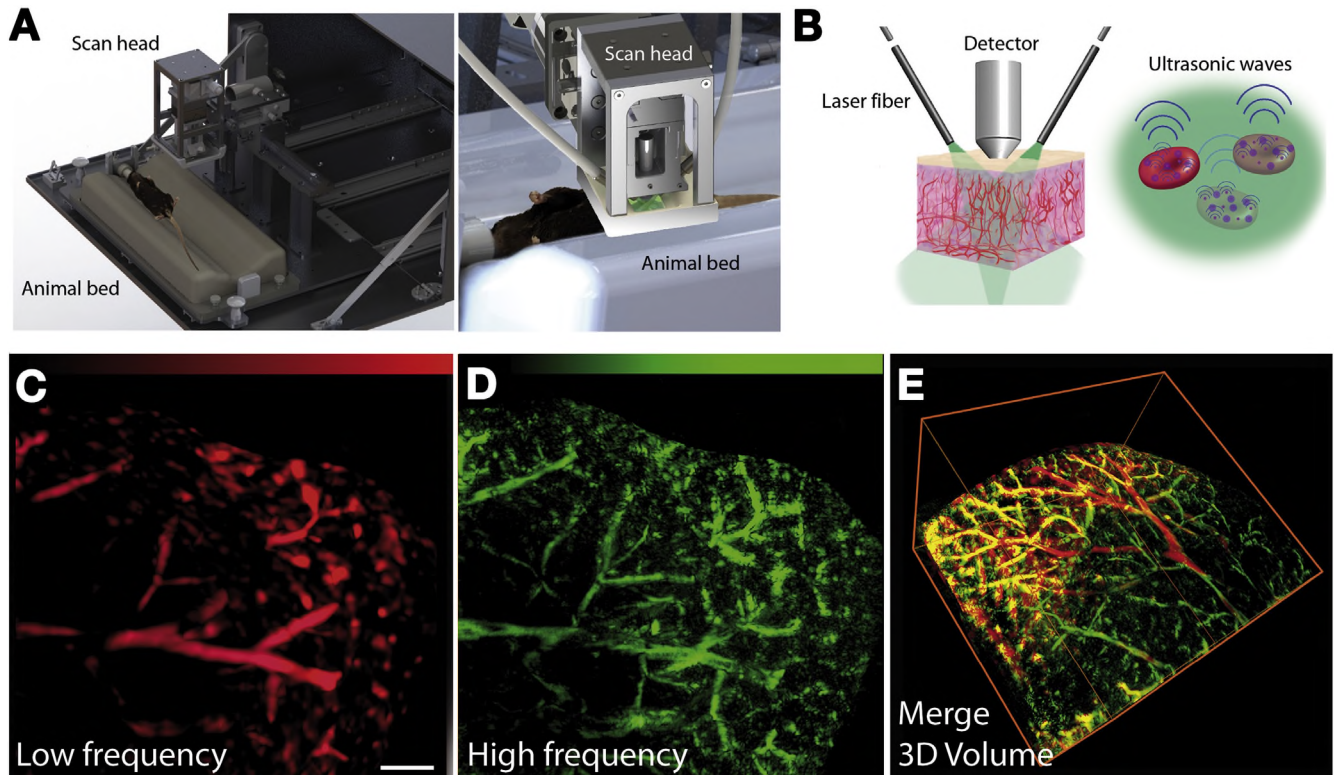 A
Scan head
Animal bed
Scan head
Animal bed
B
Detector
Laser fiber
Ultrasonic waves
C
Low frequency
D
High frequency
E
Merge
3D Volume